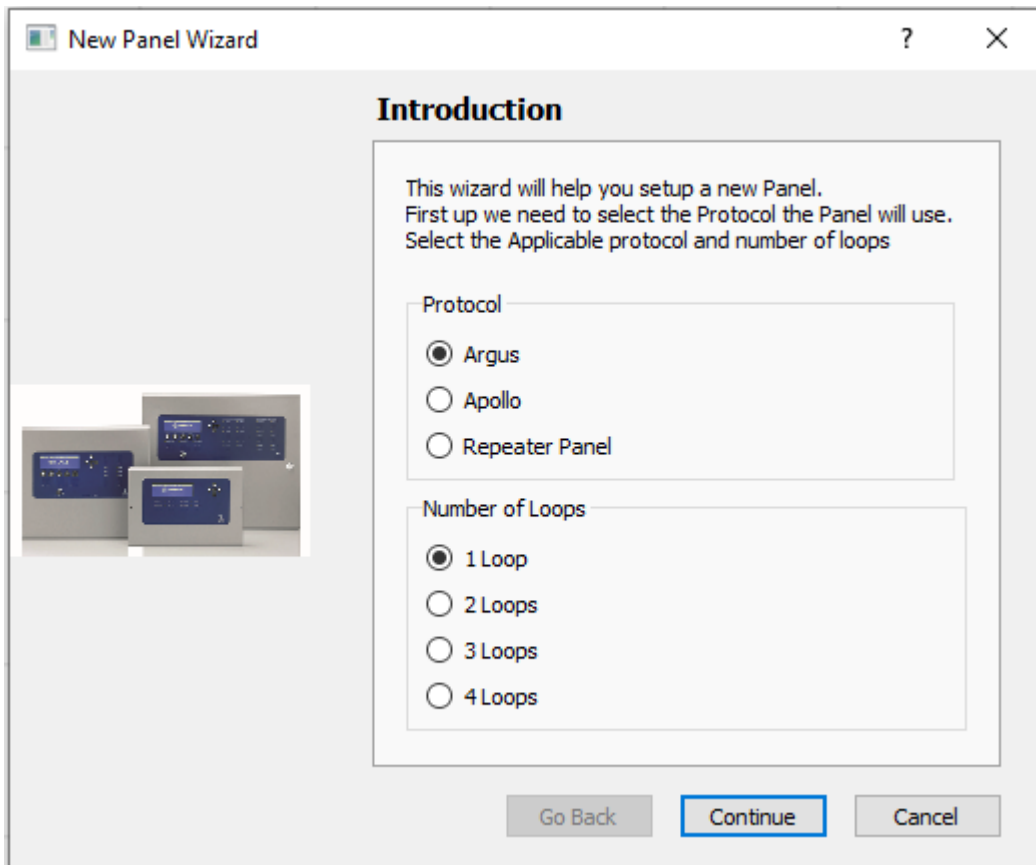 New Panel Wizard
?
Introduction
This wizard will help you setup a new Panel.
First up we need to select the Protocol the Panel will use.
Select the Applicable protocol and number of loops
Protocol
Argus
Apollo
Repeater Panel
Number of Loops
1 Loop
2 Loops
3 Loops
4 Loops
Go Back
Continue
Cancel